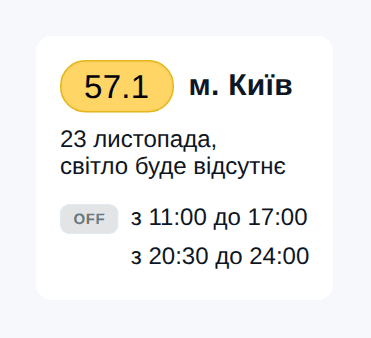 57.1 м. Київ
23 листопада,
світло буде відсутнє
OFF з 11:00 до 17:00
з 20:30 до 24:00